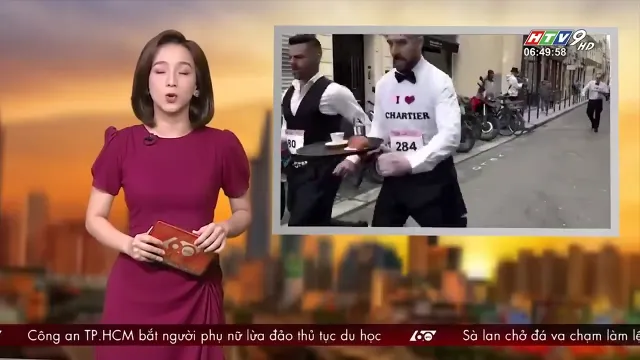 HTV9 HD
06:49:58
I ❤
CHARTIER
80
284
Công an TP.HCM bắt người phụ nữ lừa đảo thủ tục du học
60
Sà lan chở đá va chạm làm